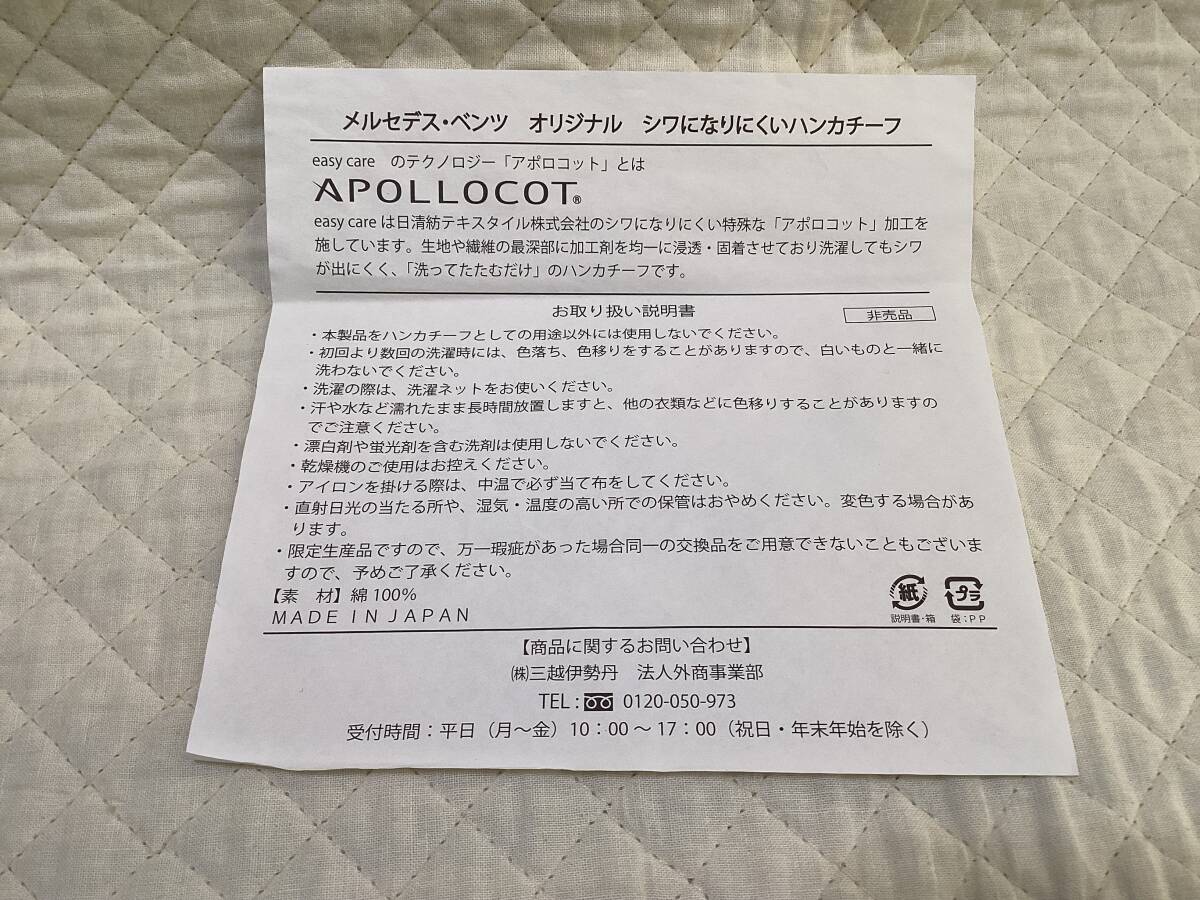 メルセデス・ベンツ　オリジナル　シワになりにくいハンカチーフ
easy care　のテクノロジー「アポロコット」とは
APOLLOCOT®
easy care は日清紡テキスタイル株式会社のシワになりにくい特殊な「アポロコット」加工を
施しています。生地や繊維の最深部に加工剤を均一に浸透・固着させており洗濯してもシワ
が出にくく、「洗ってたたむだけ」のハンカチーフです。
お取り扱い説明書
非売品
・本製品をハンカチーフとしての用途以外には使用しないでください。
・初回より数回の洗濯時には、色落ち、色移りをすることがありますので、白いものと一緒に
洗わないでください。
・洗濯の際は、洗濯ネットをお使いください。
・汗や水など濡れたまま長時間放置しますと、他の衣類などに色移りすることがありますの
でご注意ください。
・漂白剤や蛍光剤を含む洗剤は使用しないでください。
・乾燥機のご使用はお控えください。
・アイロンを掛ける際は、中温で必ず当て布をしてください。
・直射日光の当たる所や、湿気・温度の高い所での保管はおやめください。変色する場合があ
ります。
・限定生産品ですので、万一瑕疵があった場合同一の交換品をご用意できないこともございま
すので、予めご了承ください。
【素　材】綿 100%
MADE IN JAPAN
紙 プラ
説明書・箱 袋：PP
【商品に関するお問い合わせ】
㈱三越伊勢丹　法人外商事業部
TEL : 0120-050-973
受付時間：平日（月～金）10：00 ～ 17：00（祝日・年末年始を除く）